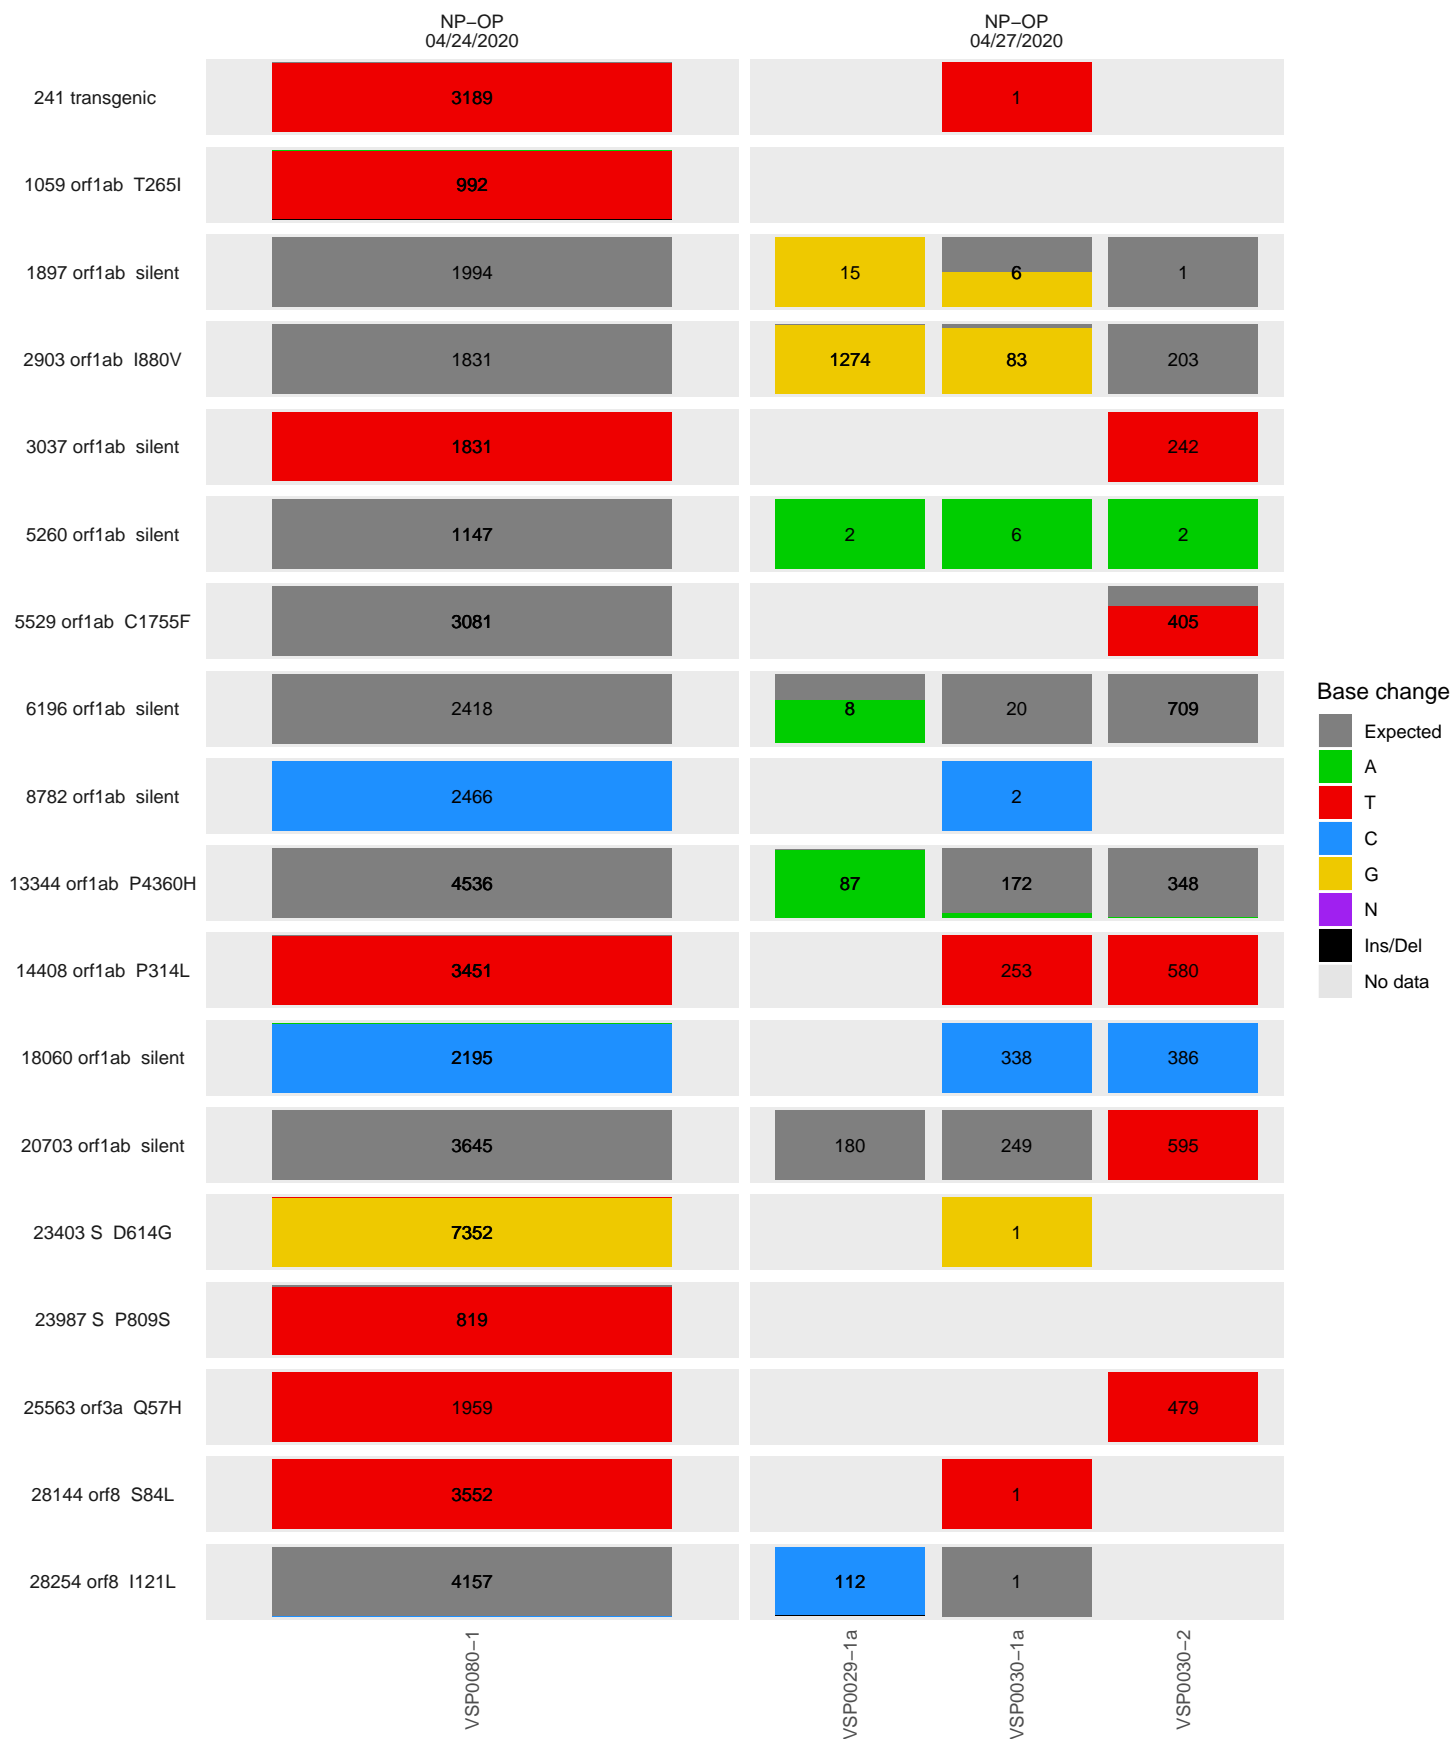 NP−OP
04/24/2020
NP−OP
04/27/2020
241 transgenic 3189 1
1059 orf1ab T265I 992
1897 orf1ab silent 1994 15 6 1
2903 orf1ab I880V 1831 1274 83 203
3037 orf1ab silent 1831 242
5260 orf1ab silent 1147 2 6 2
5529 orf1ab C1755F 3081 405
6196 orf1ab silent 2418 8 20 709
8782 orf1ab silent 2466 2
13344 orf1ab P4360H 4536 87 172 348
14408 orf1ab P314L 3451 253 580
18060 orf1ab silent 2195 338 386
20703 orf1ab silent 3645 180 249 595
23403 S D614G 7352 1
23987 S P809S 819
25563 orf3a Q57H 1959 479
28144 orf8 S84L 3552 1
28254 orf8 I121L 4157 112 1
VSP0080−1
VSP0029−1a
VSP0030−1a
VSP0030−2
Base change
Expected
A
T
C
G
N
Ins/Del
No data